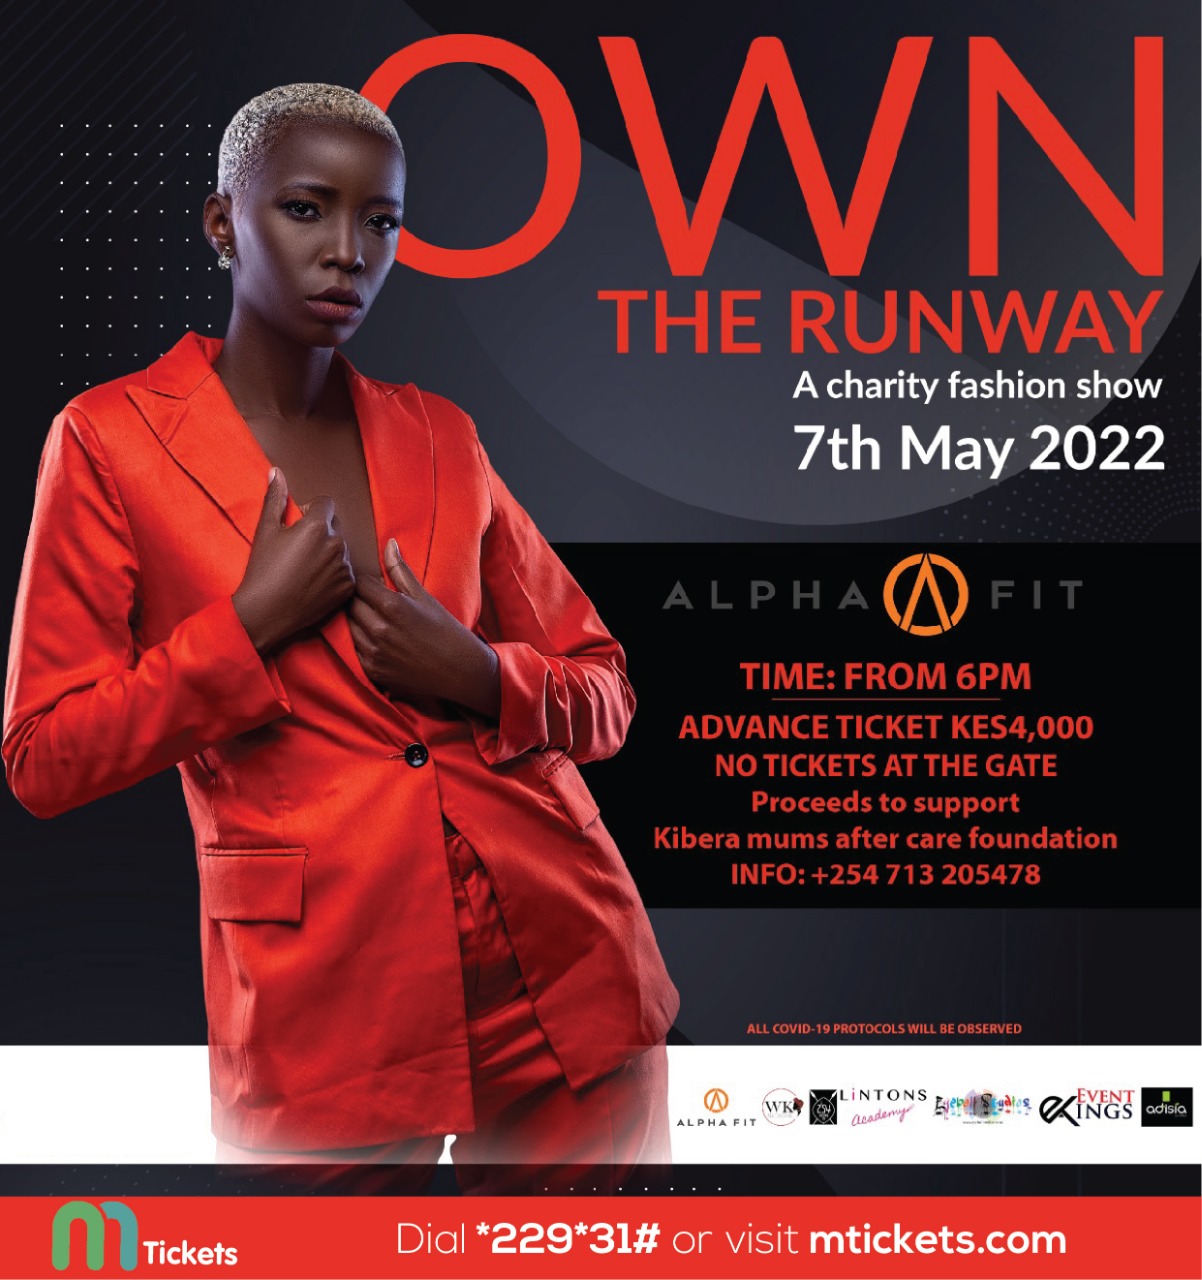 OWN
THE RUNWAY
A charity fashion show
7th May 2022
ALPHA FIT
TIME: FROM 6PM
ADVANCE TICKET KES4,000
NO TICKETS AT THE GATE
Proceeds to support
Kibera mums after care foundation
INFO: +254 713 205478
ALL COVID-19 PROTOCOLS WILL BE OBSERVED
ALPHA FIT
WK
LiNTONS
Academy
EVENT
KINGS
adisia
Tickets
Dial *229*31# or visit mtickets.com